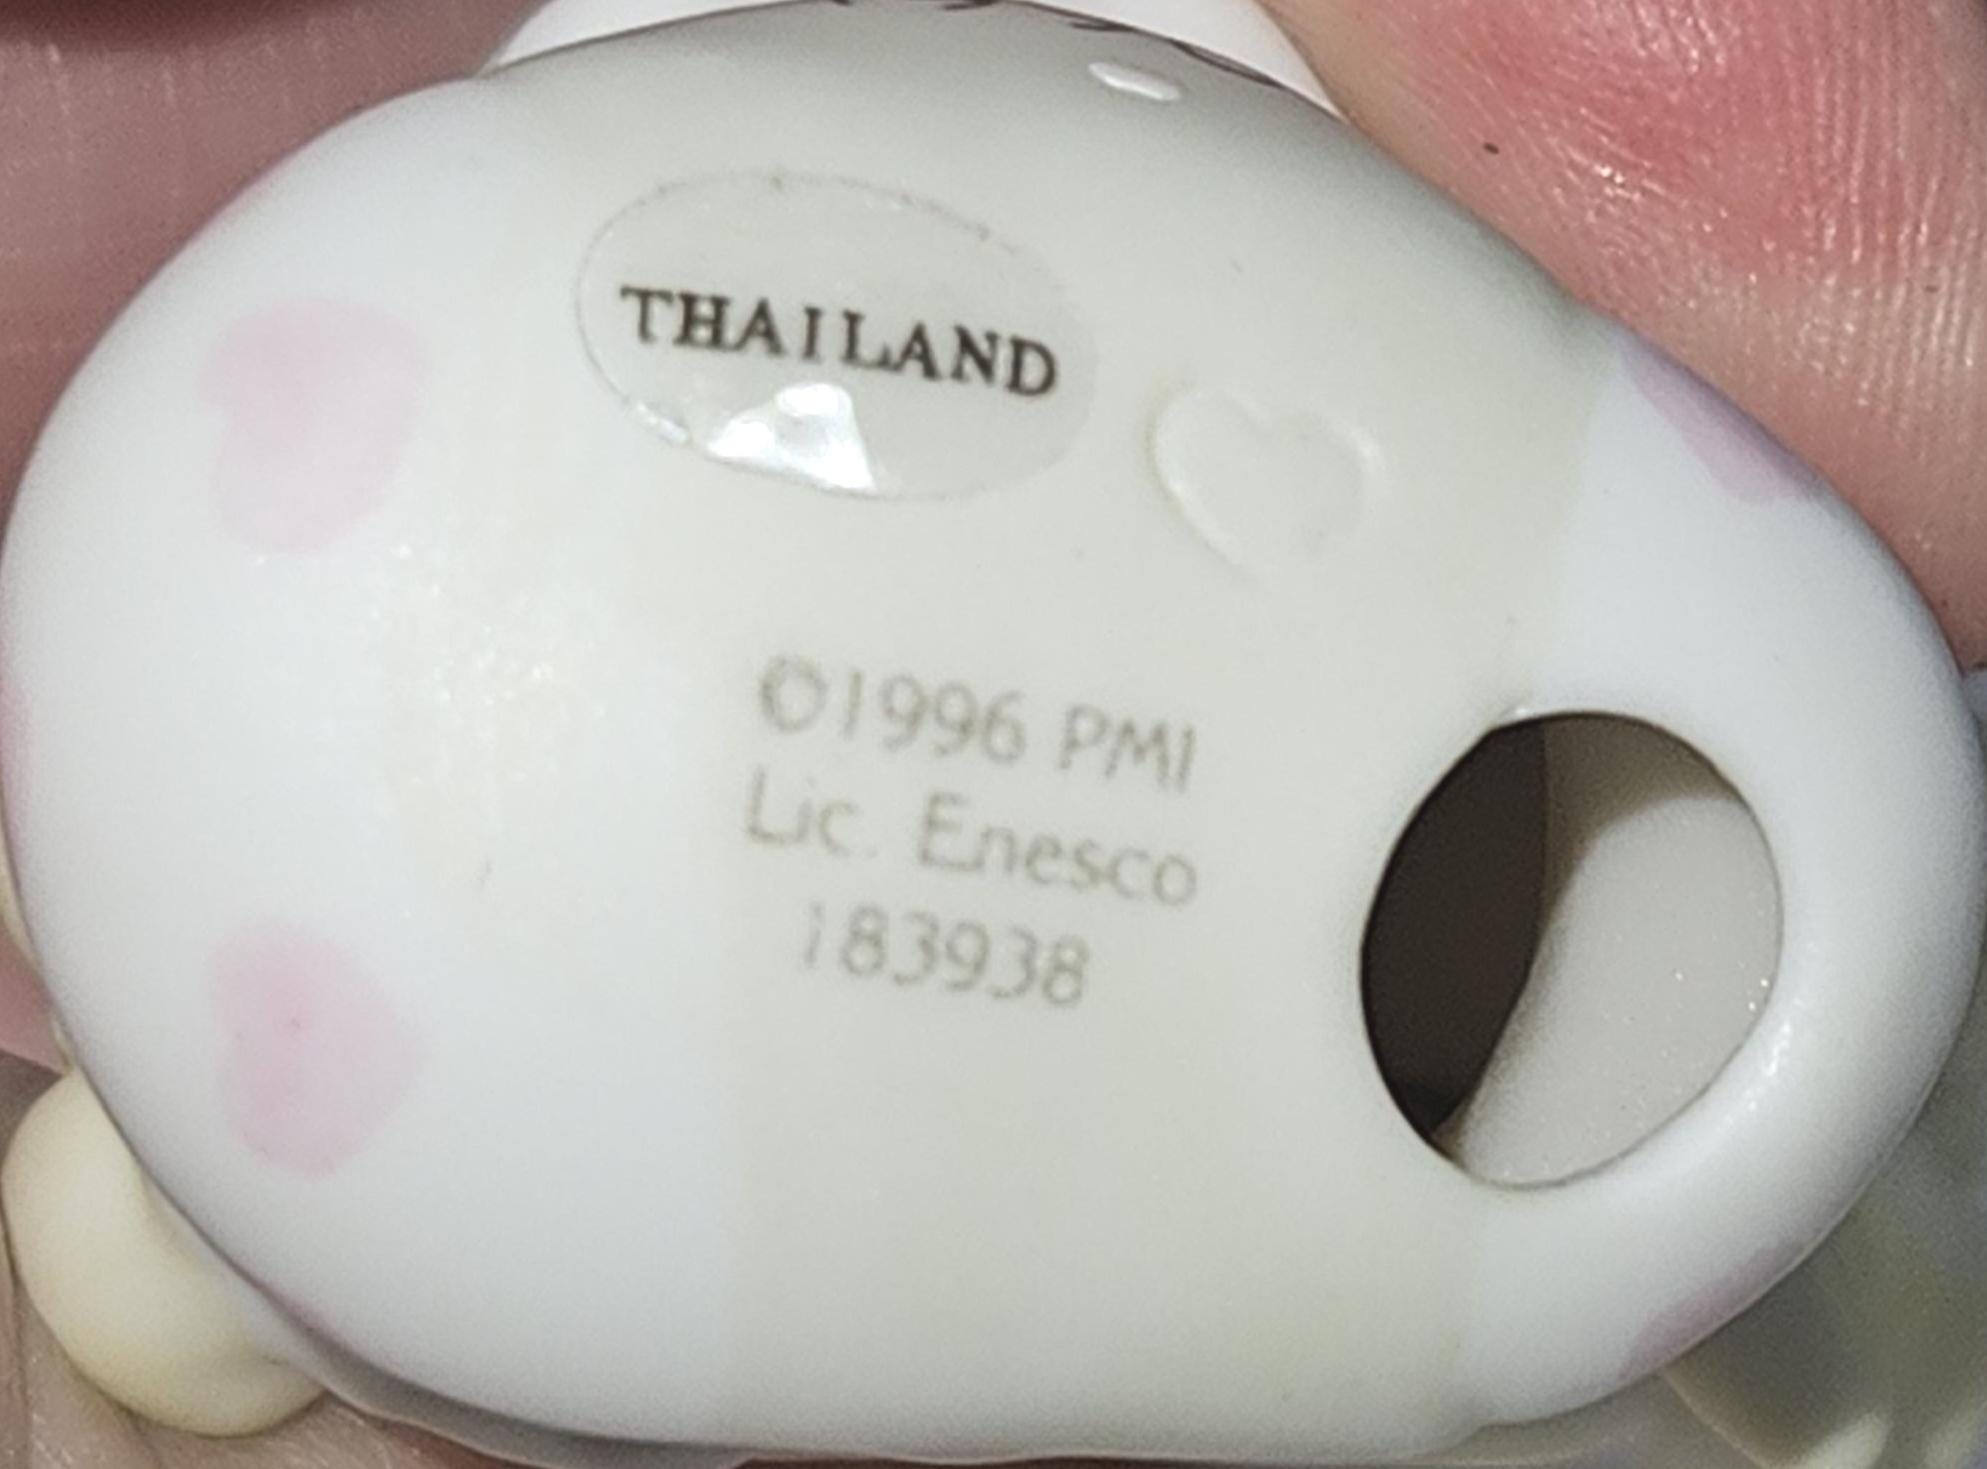 THAILAND
©1996 PMI
Lic. Enesco
183938